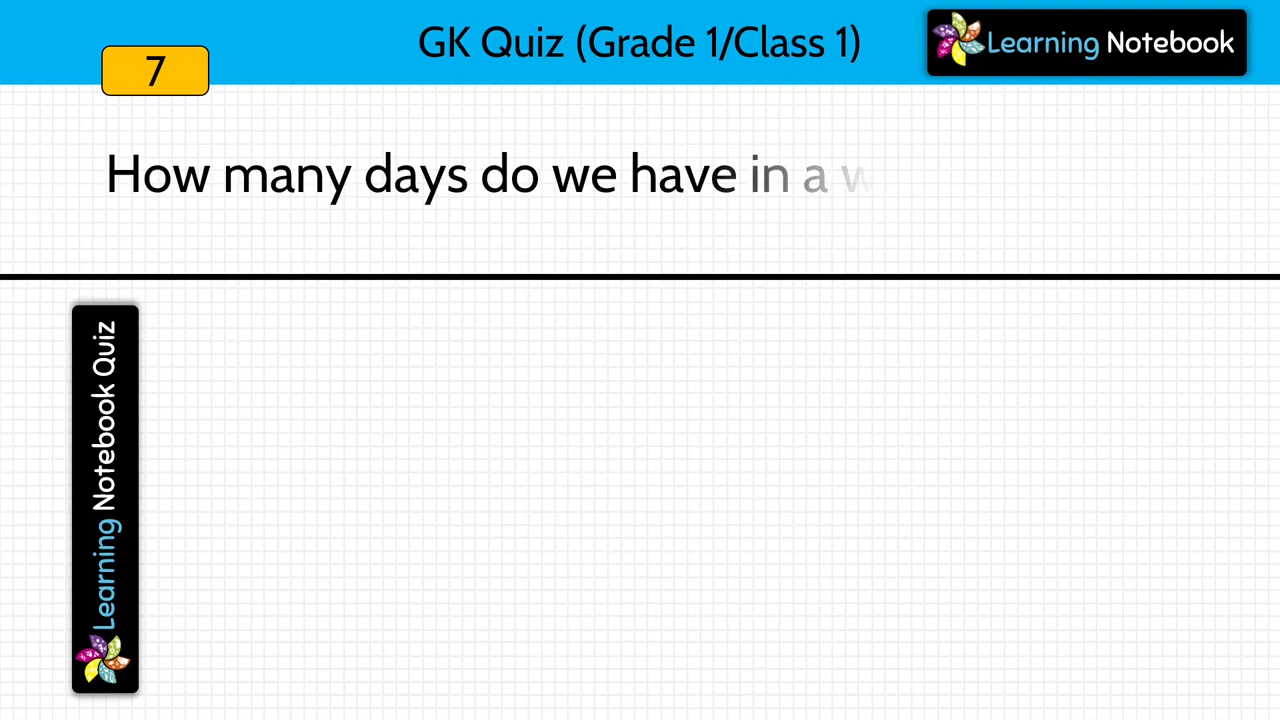 GK Quiz (Grade 1/Class 1)
Learning Notebook
7
How many days do we have in a w
Learning Notebook Quiz